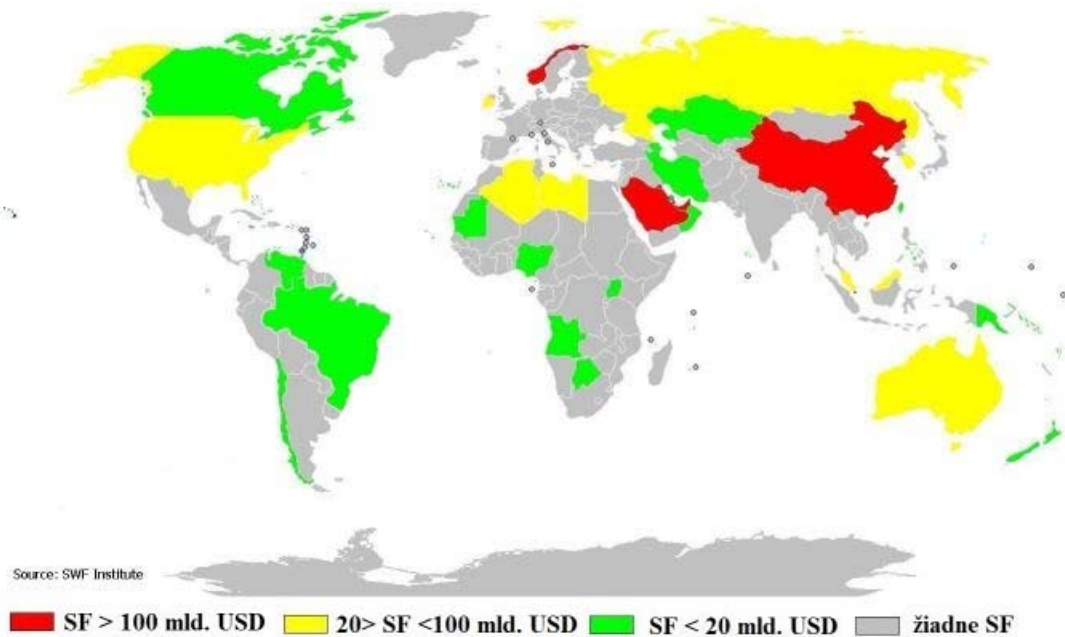 Source: SWF Institute
SF > 100 mld. USD 20> SF <100 mld. USD SF < 20 mld. USD žiadne SF